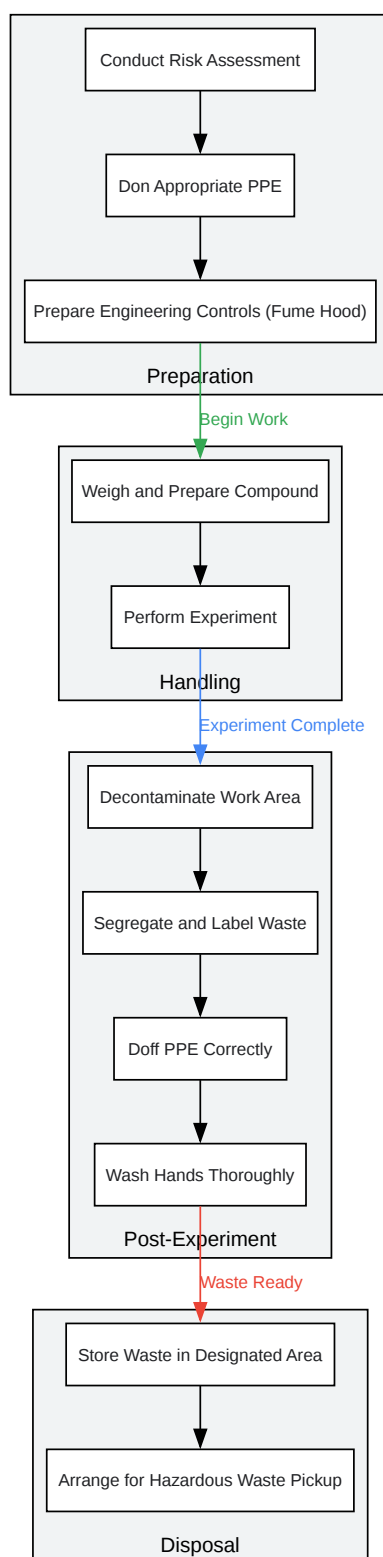 Conduct Risk Assessment
Don Appropriate PPE
Prepare Engineering Controls (Fume Hood)
Preparation
Begin Work
Weigh and Prepare Compound
Perform Experiment
Handling
Experiment Complete
Decontaminate Work Area
Segregate and Label Waste
Doff PPE Correctly
Wash Hands Thoroughly
Post-Experiment
Waste Ready
Store Waste in Designated Area
Arrange for Hazardous Waste Pickup
Disposal